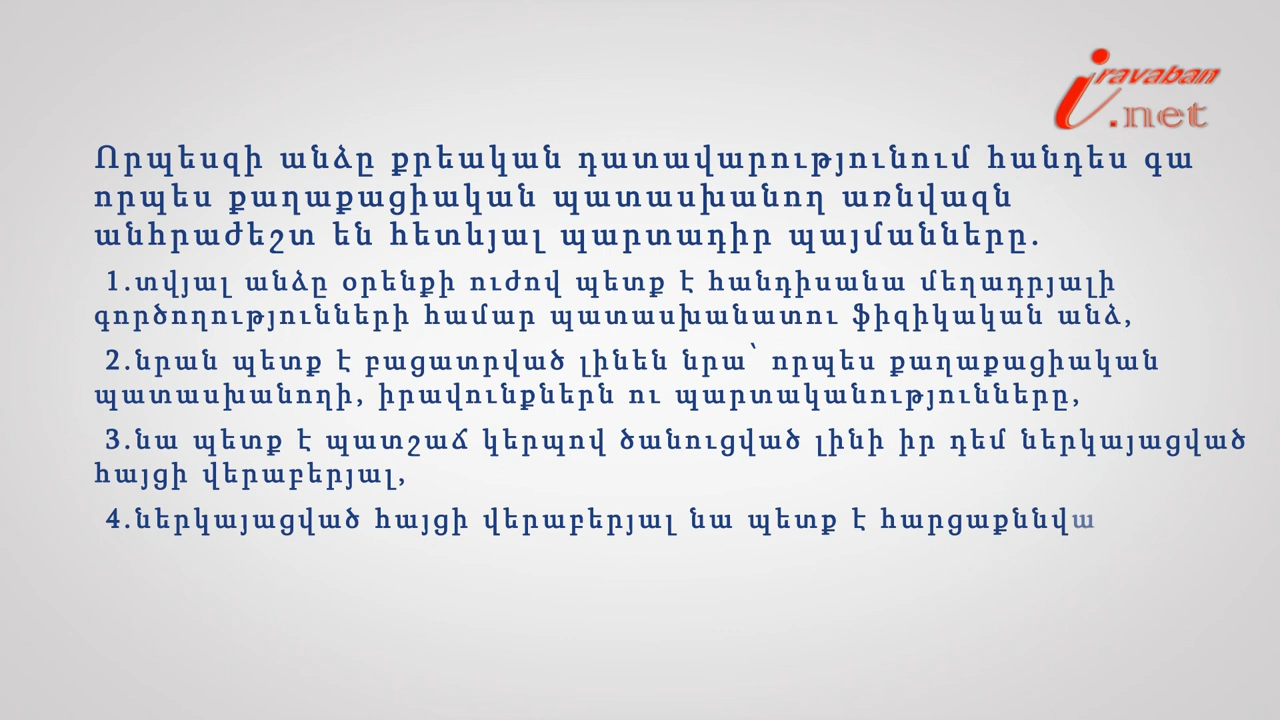 iravaban
.net
Որպեսզի անձը քրեական դատավարությունում հանդես գա
որպես քաղաքացիական պատասխանող առնվազն
անհրաժեշտ են հետևյալ պարտադիր պայմանները.
1.տվյալ անձը օրենքի ուժով պետք է հանդիսանա մեղադրյալի
գործողությունների համար պատասխանատու ֆիզիկական անձ,
2.նրան պետք է բացատրված լինեն նրա՝ որպես քաղաքացիական
պատասխանողի, իրավունքներն ու պարտականությունները,
3.նա պետք է պատշաճ կերպով ծանուցված լինի իր դեմ ներկայացված
հայցի վերաբերյալ,
4.ներկայացված հայցի վերաբերյալ նա պետք է հարցաքննվա